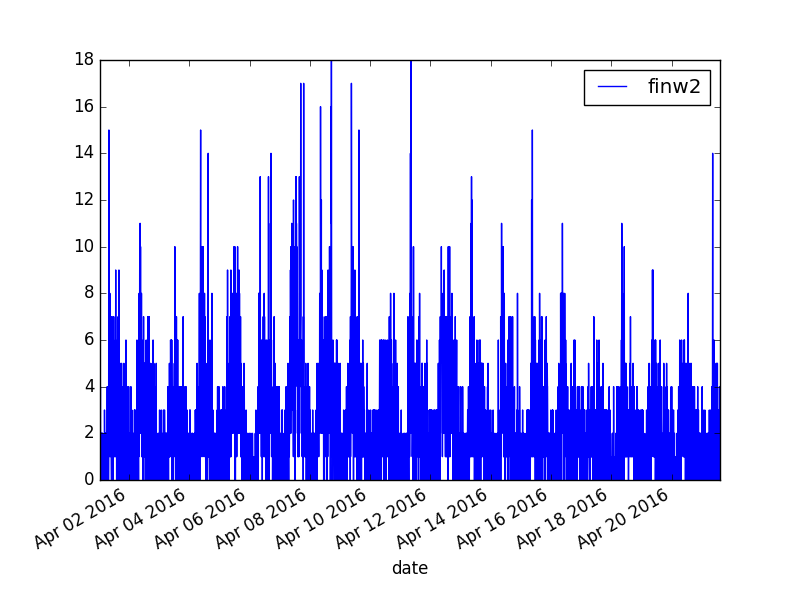 18
16
14
12
10
8
6
4
2
0
finw2
Apr 02 2016
Apr 04 2016
Apr 06 2016
Apr 08 2016
Apr 10 2016
Apr 12 2016
Apr 14 2016
Apr 16 2016
Apr 18 2016
Apr 20 2016
date